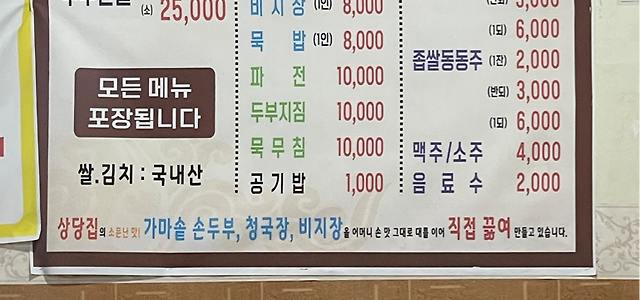 (소) 25,000
모든 메뉴
포장됩니다
쌀.김치 : 국내산
비지장 (1인) 8,000
묵 밥 (1인) 8,000
파 전 10,000
두부지짐 10,000
묵무침 10,000
공기밥 1,000
(1되) 6,000
좁쌀동동주 (1잔) 2,000
(반되) 3,000
(1되) 6,000
맥주/소주 4,000
음료수 2,000
상당집의 소문난 맛! 가마솥 손두부, 청국장, 비지장을 어머니 손 맛 그대로 대를 이어 직접 끓여 만들고 있습니다.